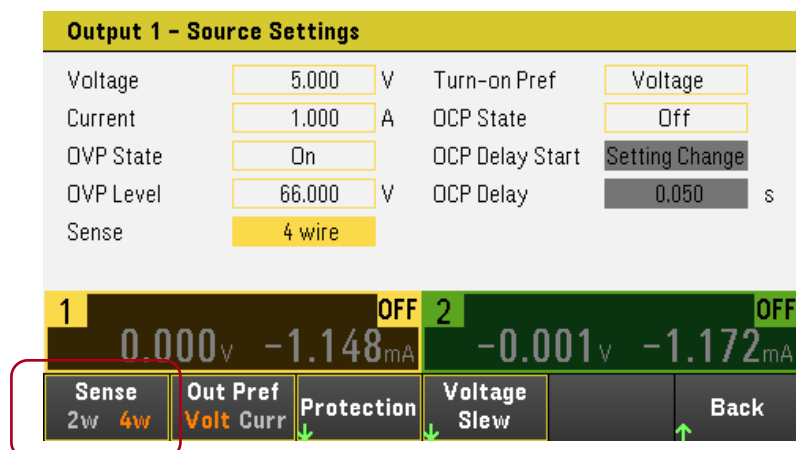 Output 1 – Source Settings
Voltage 5.000 V Turn-on Pref Voltage
Current 1.000 A OCP State Off
OVP State On OCP Delay Start Setting Change
OVP Level 66.000 V OCP Delay 0.050 s
Sense 4 wire
1 OFF 2 OFF
0.000V −1.148mA −0.001V −1.172mA
Sense Out Pref Protection Voltage Back
2w 4w Volt Curr Slew